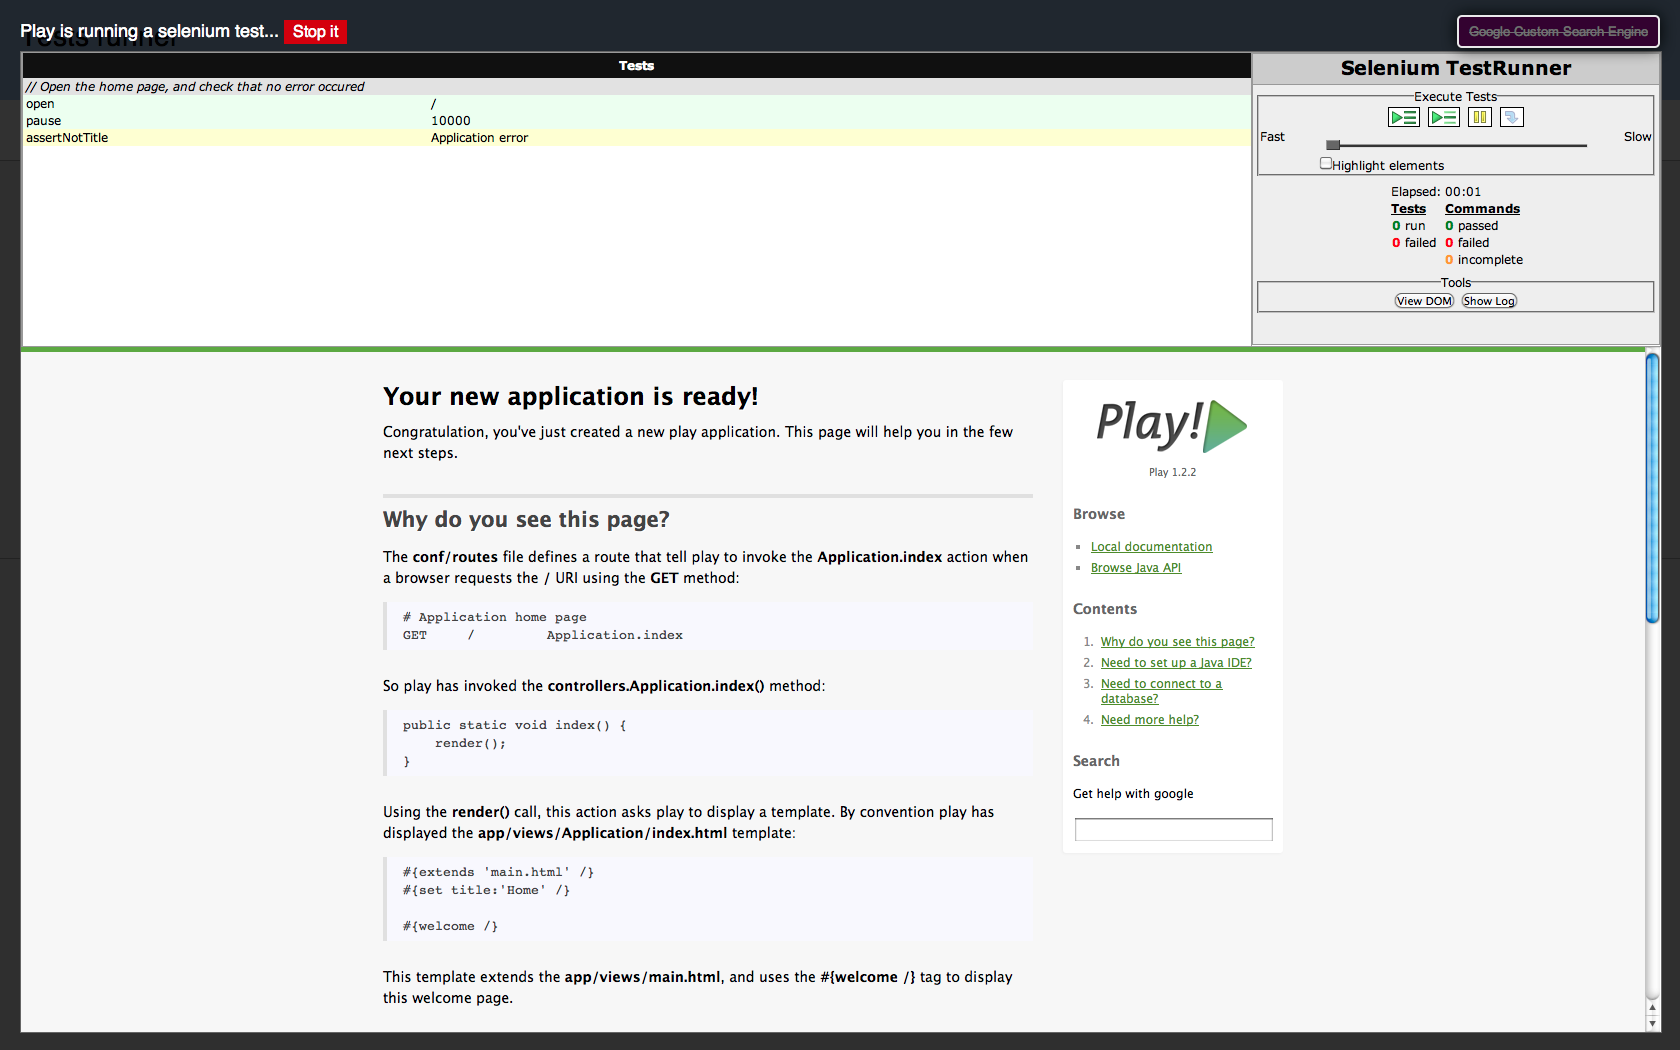 Play is running a selenium test... Stop it
Tests runner
Google Custom Search Engine
Tests
// Open the home page, and check that no error occured
open /
pause 10000
assertNotTitle Application error
Selenium TestRunner
Execute Tests
Fast Slow
Highlight elements
Elapsed: 00:01
Tests Commands
0 run 0 passed
0 failed 0 failed
0 incomplete
Tools
View DOM Show Log
Your new application is ready!
Congratulation, you've just created a new play application. This page will help you in the few
next steps.
Why do you see this page?
The conf/routes file defines a route that tell play to invoke the Application.index action when
a browser requests the / URI using the GET method:
# Application home page
GET / Application.index
So play has invoked the controllers.Application.index() method:
public static void index() {
render();
}
Using the render() call, this action asks play to display a template. By convention play has
displayed the app/views/Application/index.html template:
#{extends 'main.html' /}
#{set title:'Home' /}
#{welcome /}
This template extends the app/views/main.html, and uses the #{welcome /} tag to display
this welcome page.
Play!
Play 1.2.2
Browse
Local documentation
Browse Java API
Contents
1. Why do you see this page?
2. Need to set up a Java IDE?
3. Need to connect to a
database?
4. Need more help?
Search
Get help with google